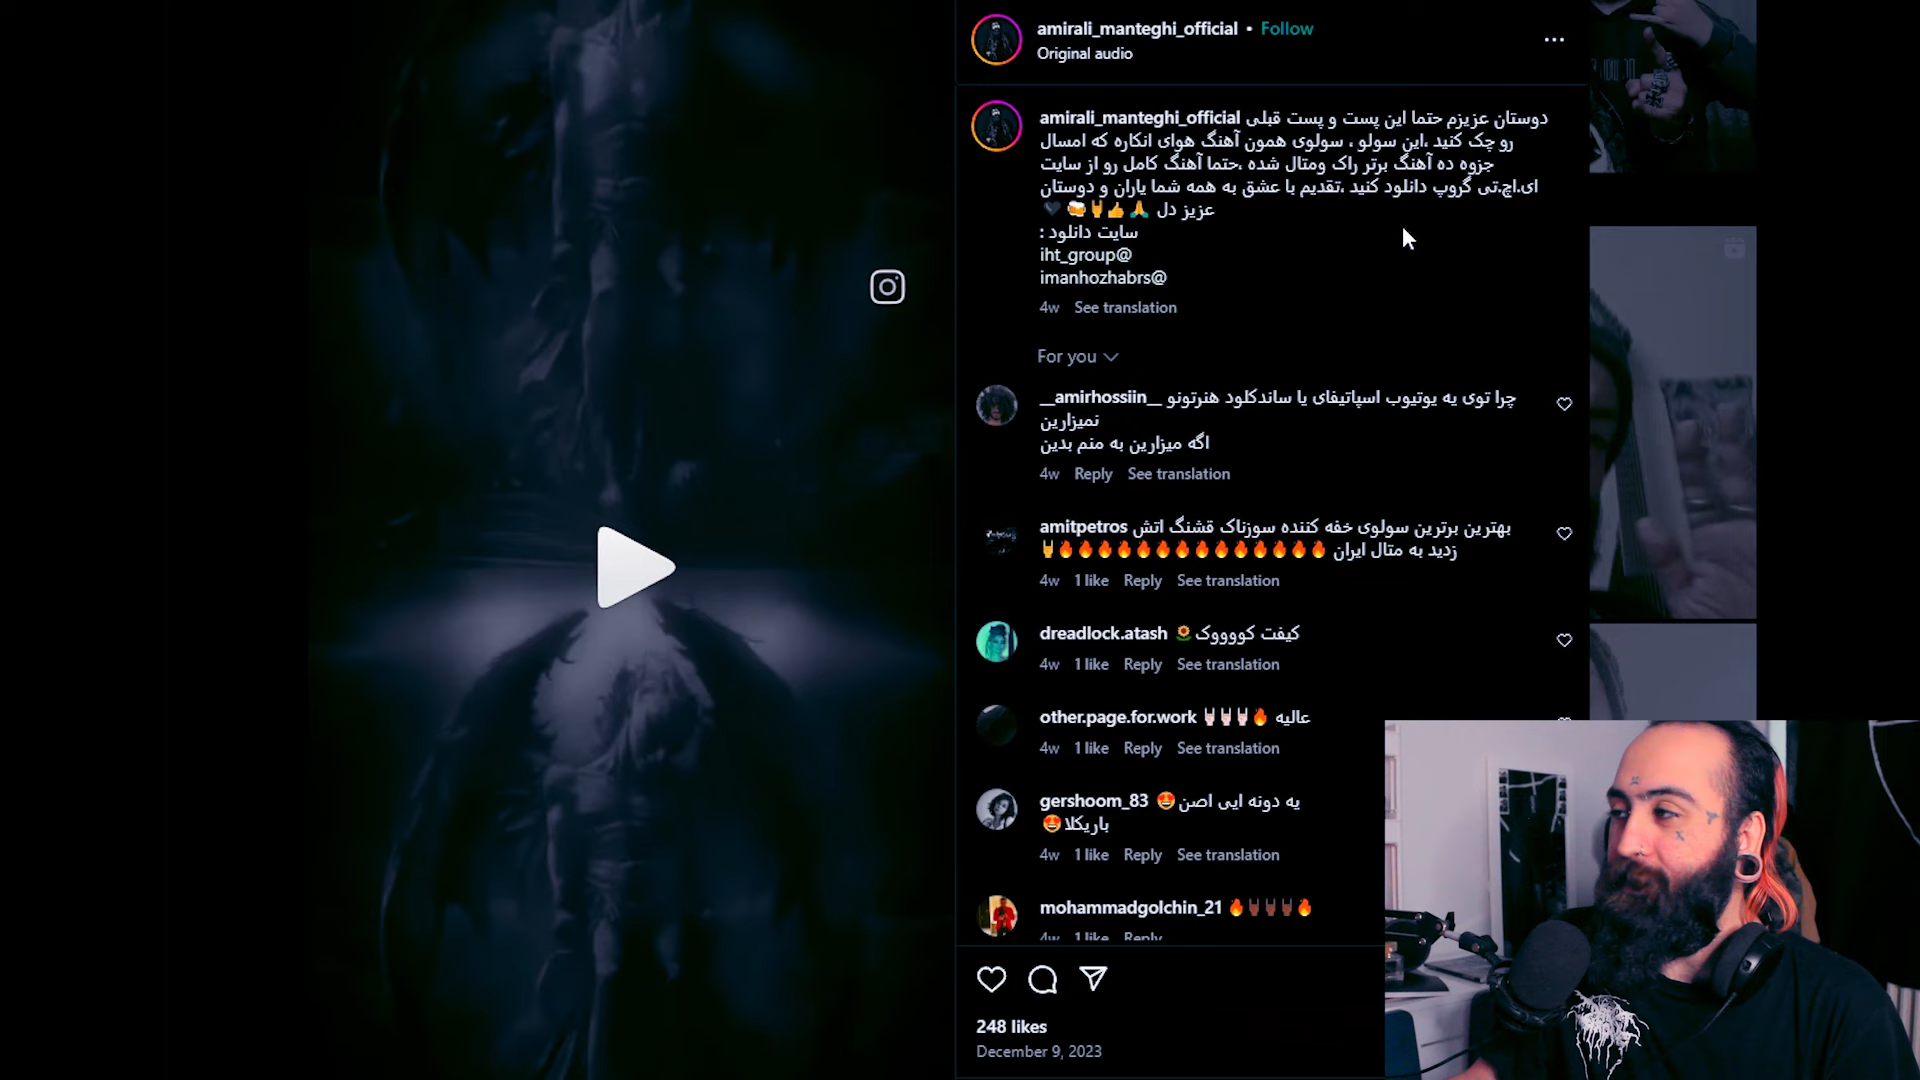 amirali_manteghi_official • Follow
Original audio
amirali_manteghi_official دوستان عزیزم حتما این پست و پست قبلی
رو چک کنید ،این سولو ، سولوی همون آهنگ هوای انکاره که امسال
جزوه ده آهنگ برتر راک ومتال شده ،حتما آهنگ کامل رو از سایت
ای.اچ.تی گروپ دانلود کنید ،تقدیم با عشق به همه شما یاران و دوستان
عزیز دل 🙏👍🤘🍻🖤
سایت دانلود :
@iht_group
@imanhozhabrs
4w See translation
For you
__amirhossiin__ چرا توی یه یوتیوب اسپاتیفای یا ساندکلود هنرتونو
نمیزارین
اگه میزارین به منم بدین
4w Reply See translation
amitpetros بهترین برترین سولوی خفه کننده سوزناک قشنگ اتش
زدید به متال ایران 🔥🔥🔥🔥🔥🔥🔥🔥🔥🔥🔥🔥🔥🔥🤘
4w 1 like Reply See translation
dreadlock.atash کیفت کووووک🌻
4w 1 like Reply See translation
other.page.for.work 🤘🏻🤘🏻🤘🏻🔥 عالیه
4w 1 like Reply See translation
gershoom_83 یه دونه ایی اصن😍
باریکلا😍
4w 1 like Reply See translation
mohammadgolchin_21 🔥🤘🏿🤘🏿🤘🏿🔥
4w 1 like Reply
248 likes
December 9, 2023